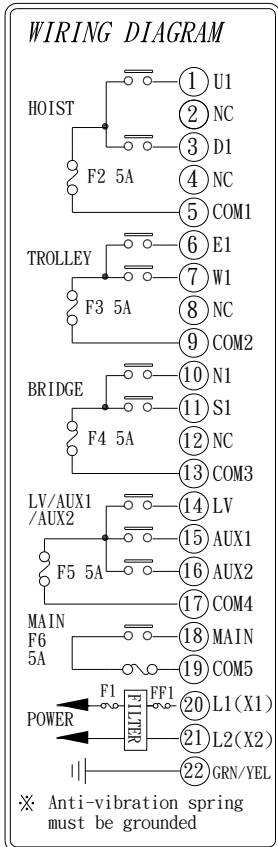 WIRING DIAGRAM
1 U1
HOIST
2 NC
3 D1
F2 5A
4 NC
5 COM1
6 E1
TROLLEY
7 W1
F3 5A
8 NC
9 COM2
10 N1
BRIDGE
11 S1
F4 5A
12 NC
13 COM3
LV/AUX1
/AUX2
14 LV
15 AUX1
F5 5A
16 AUX2
17 COM4
MAIN
F6
5A
18 MAIN
19 COM5
F1 FILTER FF1 20 L1(X1)
POWER
21 L2(X2)
22 GRN/YEL
※ Anti-vibration spring
must be grounded